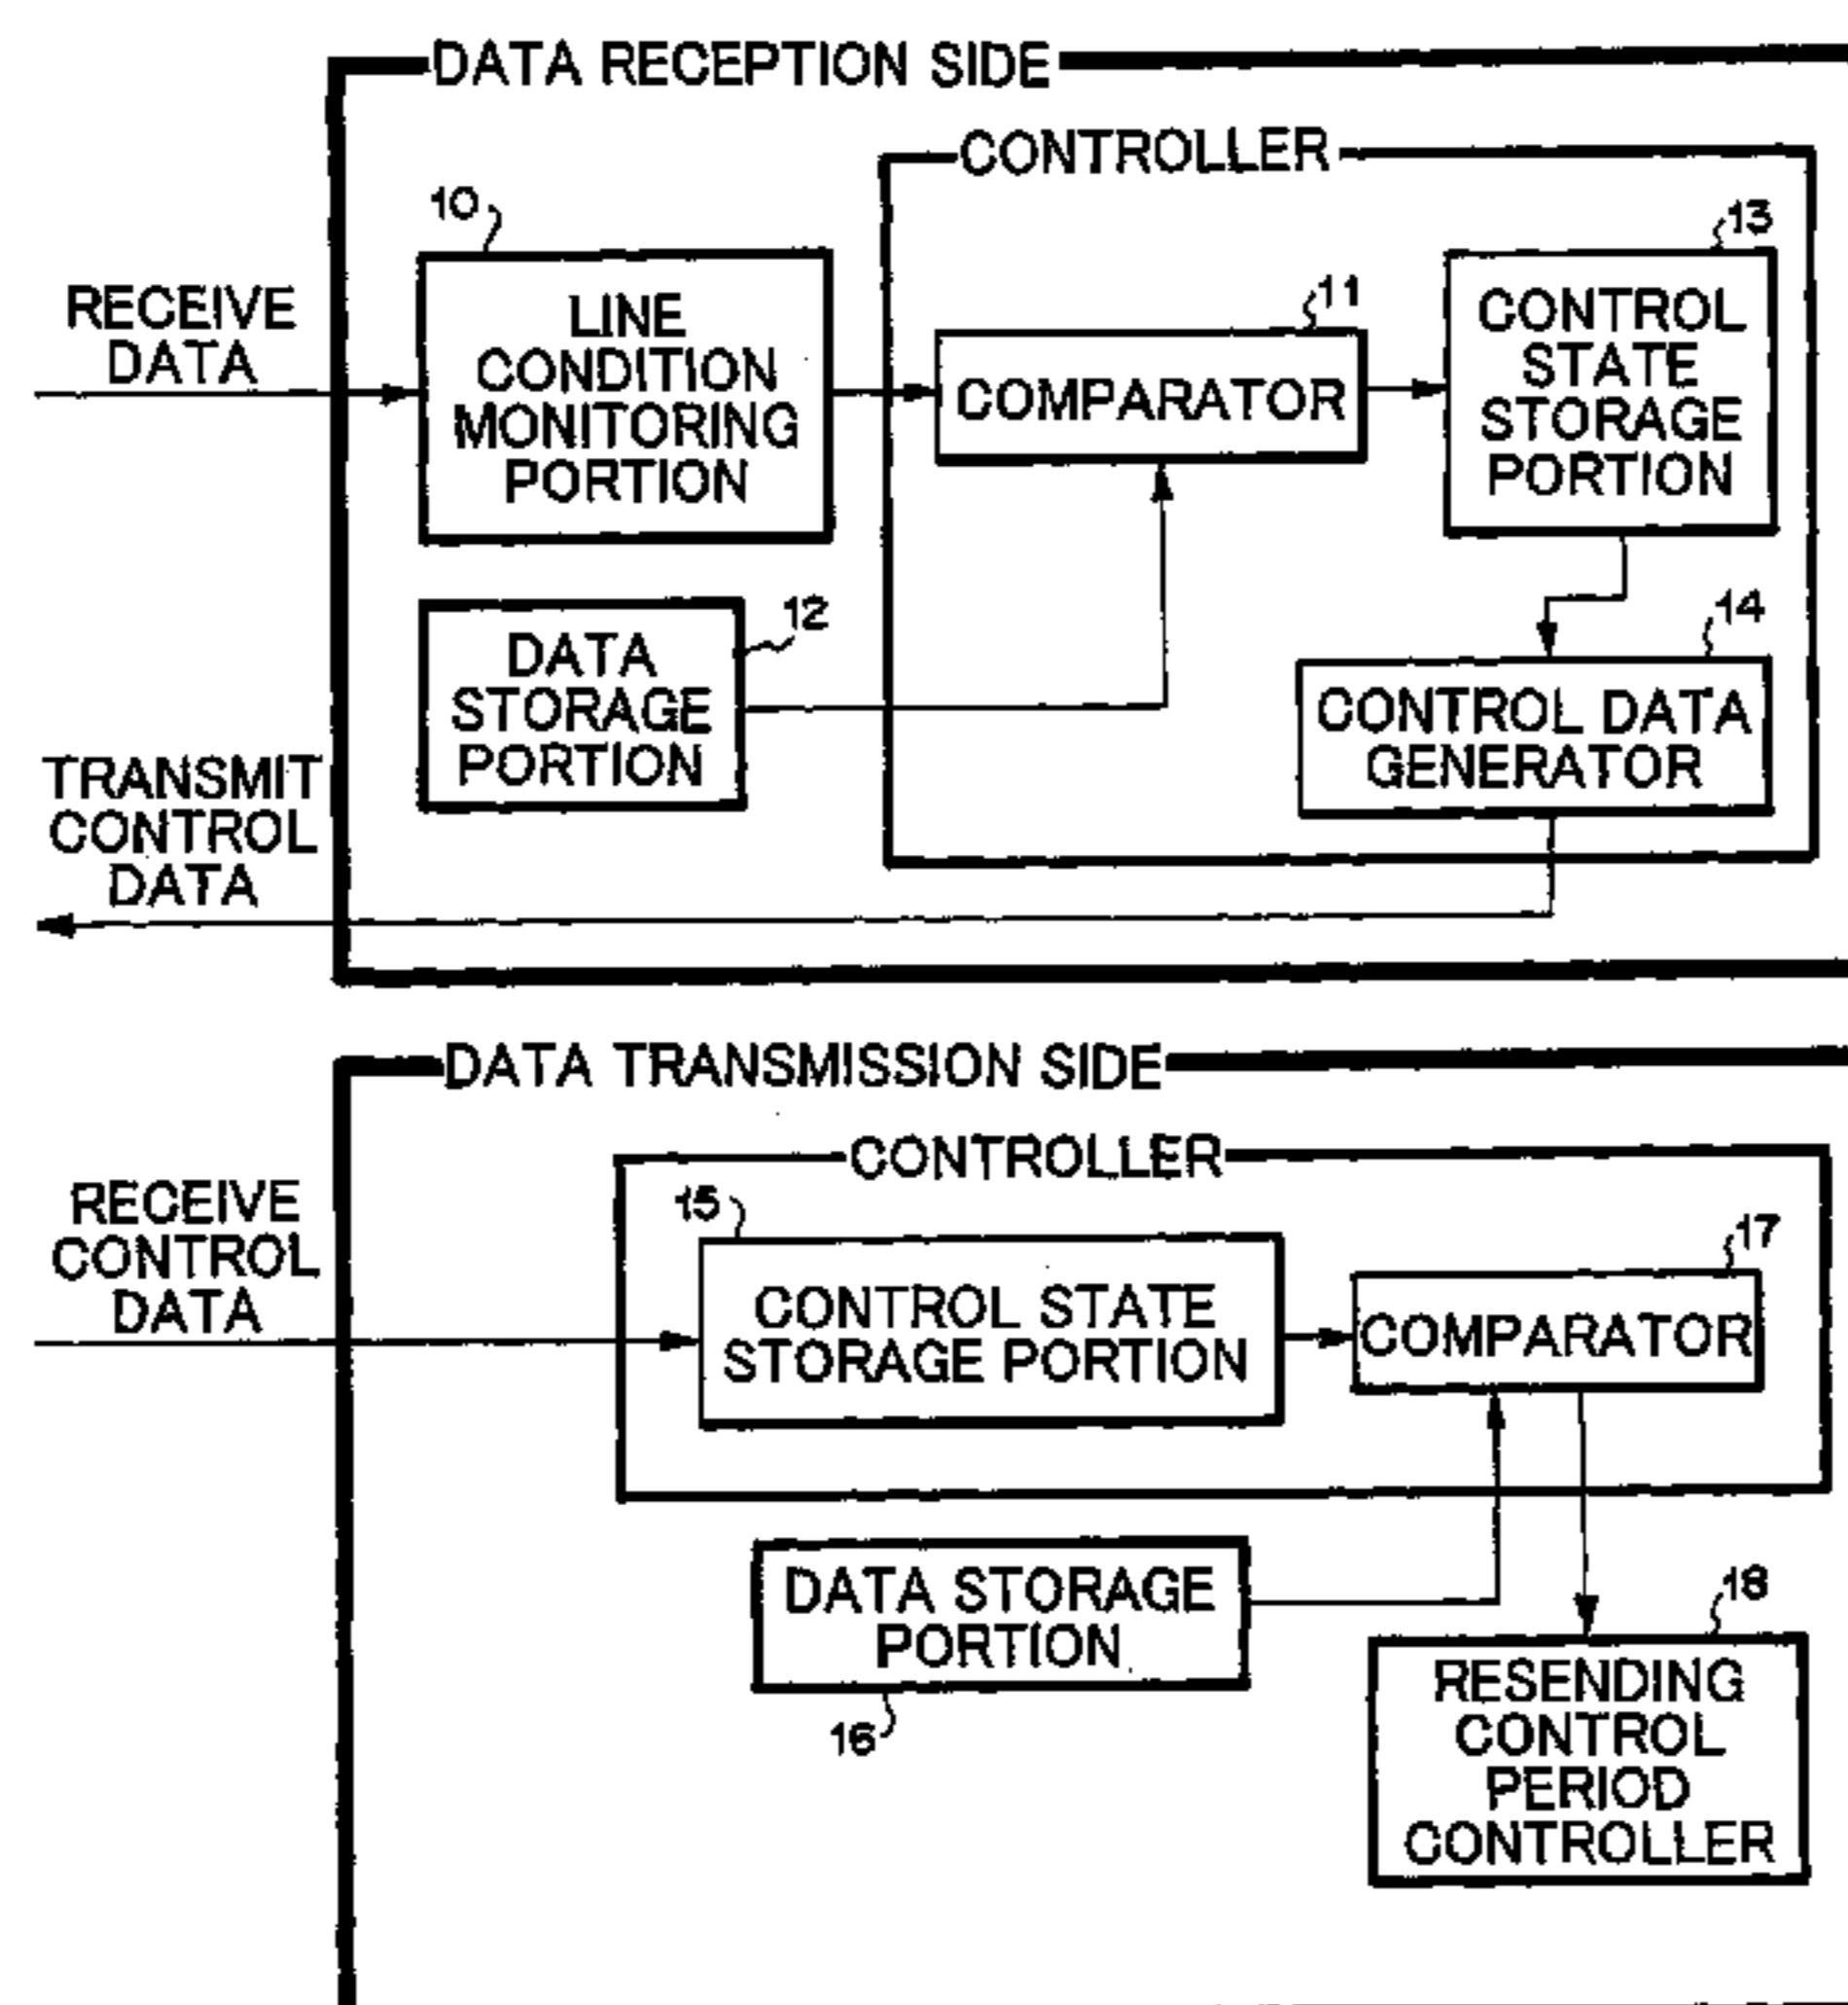 DATA RECEPTION SIDE
CONTROLLER
10
RECEIVE
DATA
LINE
CONDITION
MONITORING
PORTION
11
COMPARATOR
13
CONTROL
STATE
STORAGE
PORTION
12
DATA
STORAGE
PORTION
14
CONTROL DATA
GENERATOR
TRANSMIT
CONTROL
DATA
DATA TRANSMISSION SIDE
CONTROLLER
RECEIVE
CONTROL
DATA
15
CONTROL STATE
STORAGE PORTION
17
COMPARATOR
DATA STORAGE
PORTION
16
18
RESENDING
CONTROL
PERIOD
CONTROLLER